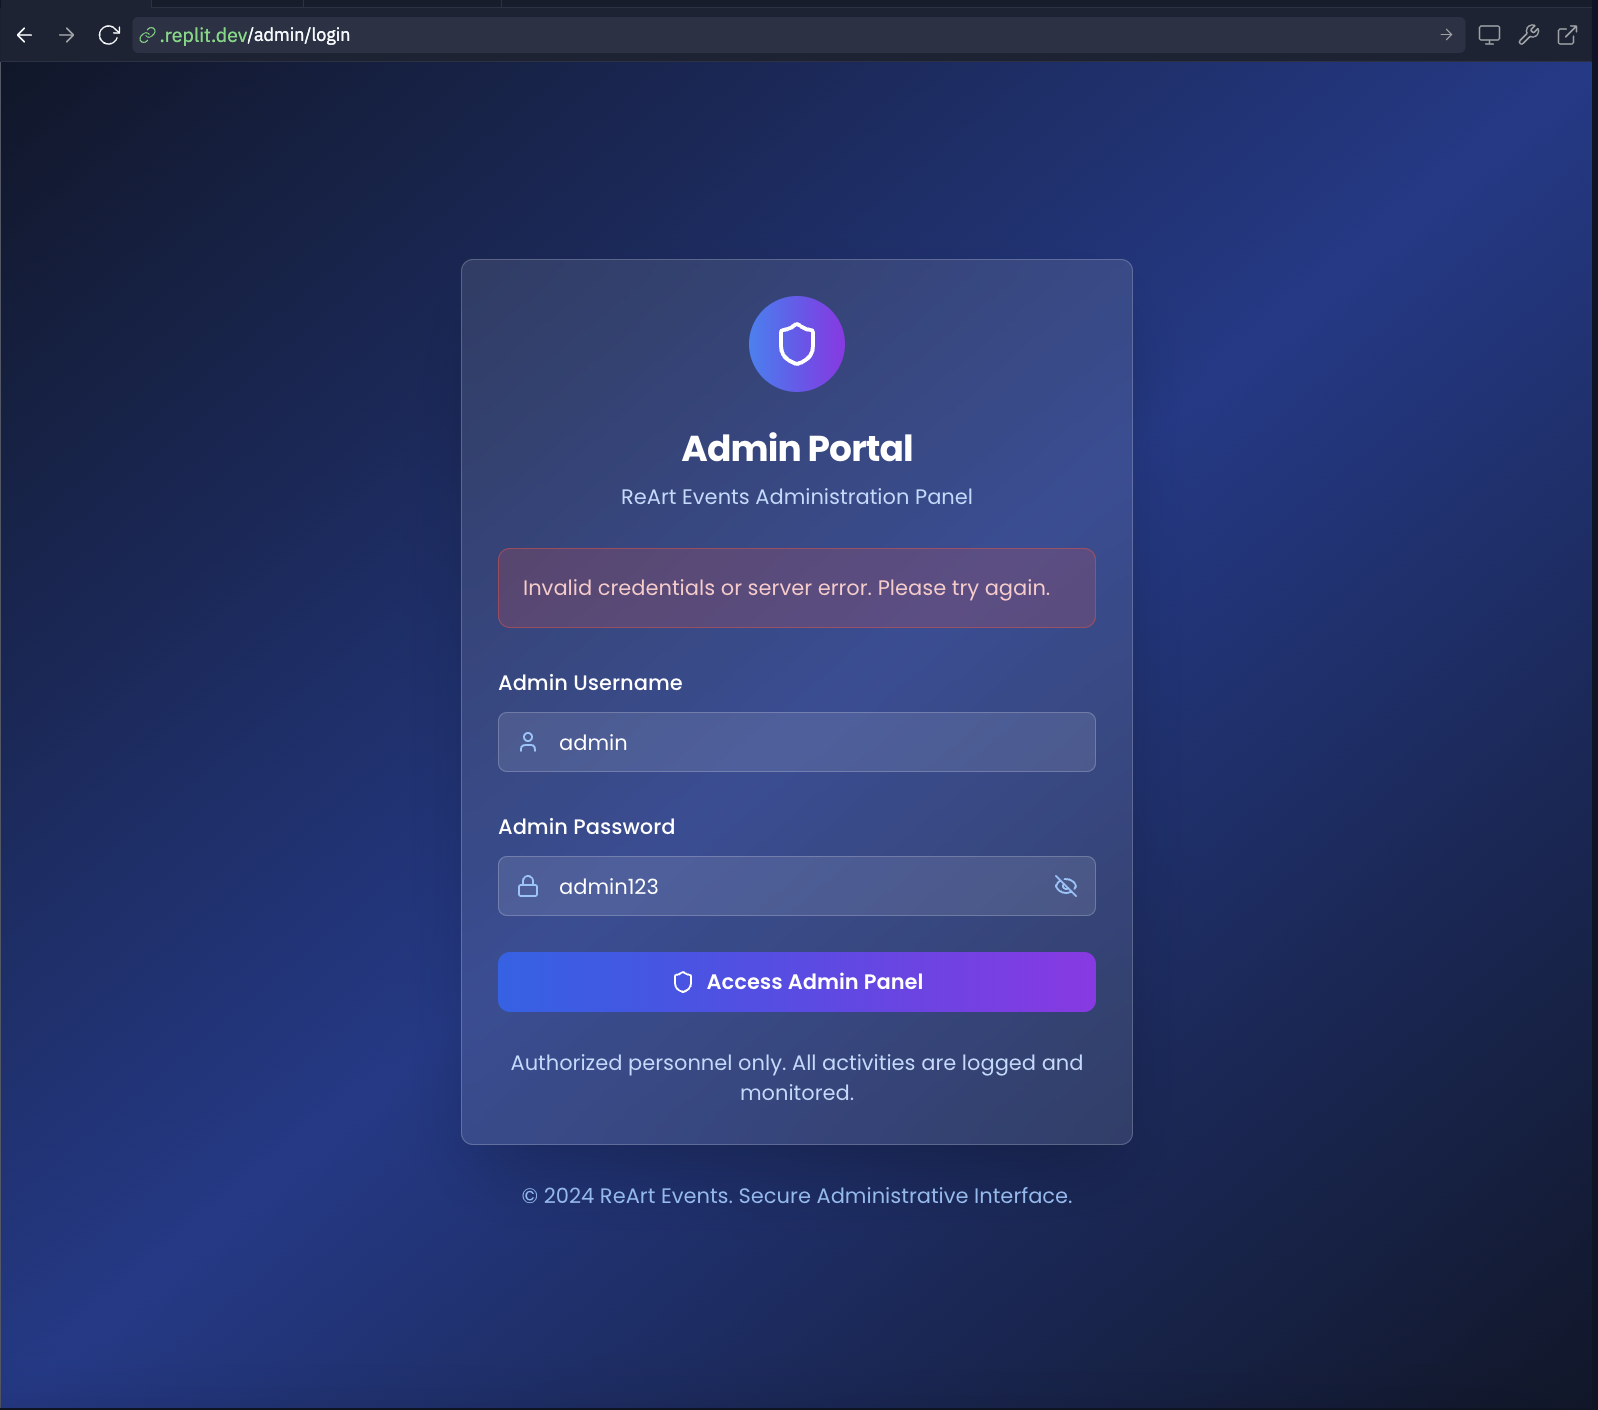 .replit.dev/admin/login
Admin Portal
ReArt Events Administration Panel
Invalid credentials or server error. Please try again.
Admin Username
admin
Admin Password
admin123
Access Admin Panel
Authorized personnel only. All activities are logged and
monitored.
© 2024 ReArt Events. Secure Administrative Interface.